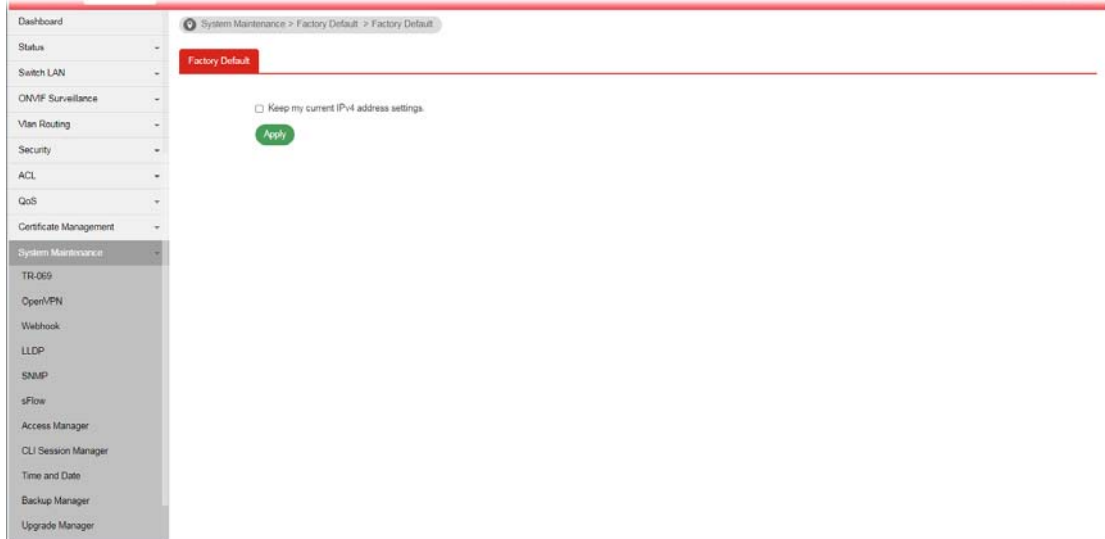 Dashboard
Status
Switch LAN
ONVIF Surveillance
Vlan Routing
Security
ACL
QoS
Certificate Management
System Maintenance
TR-069
OpenVPN
Webhook
LLDP
SNMP
sFlow
Access Manager
CLI Session Manager
Time and Date
Backup Manager
Upgrade Manager
System Maintenance > Factory Default > Factory Default
Factory Default
Keep my current IPv4 address settings.
Apply